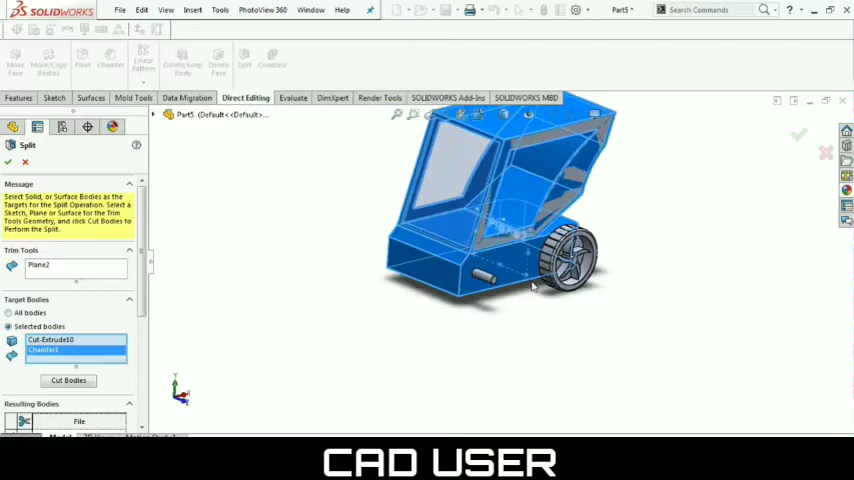 SOLIDWORKS File Edit View Insert Tools PhotoView 360 Window Help Part5 * Search Commands
Move Face Move/Copy Bodies Fillet Chamfer Linear Pattern Delete/Keep Body Delete Face Split Combine
Features Sketch Surfaces Mold Tools Data Migration Direct Editing Evaluate DimXpert Render Tools SOLIDWORKS Add-Ins SOLIDWORKS MBD
Part5 (Default<<Default>...
Split
Message
Select Solid, or Surface Bodies as the
Targets for the Split Operation. Select a
Sketch, Plane or Surface for the Trim
Tools Geometry, and click Cut Bodies to
Perform the Split.
Trim Tools
Plane2
Target Bodies
All bodies
Selected bodies
Cut-Extrude10
Chamfer1
Cut Bodies
Resulting Bodies
File
Y
X
Z
CAD USER